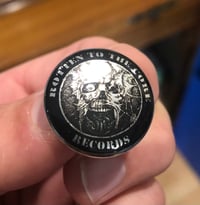 ROTTEN TO THE CORE
RECORDS